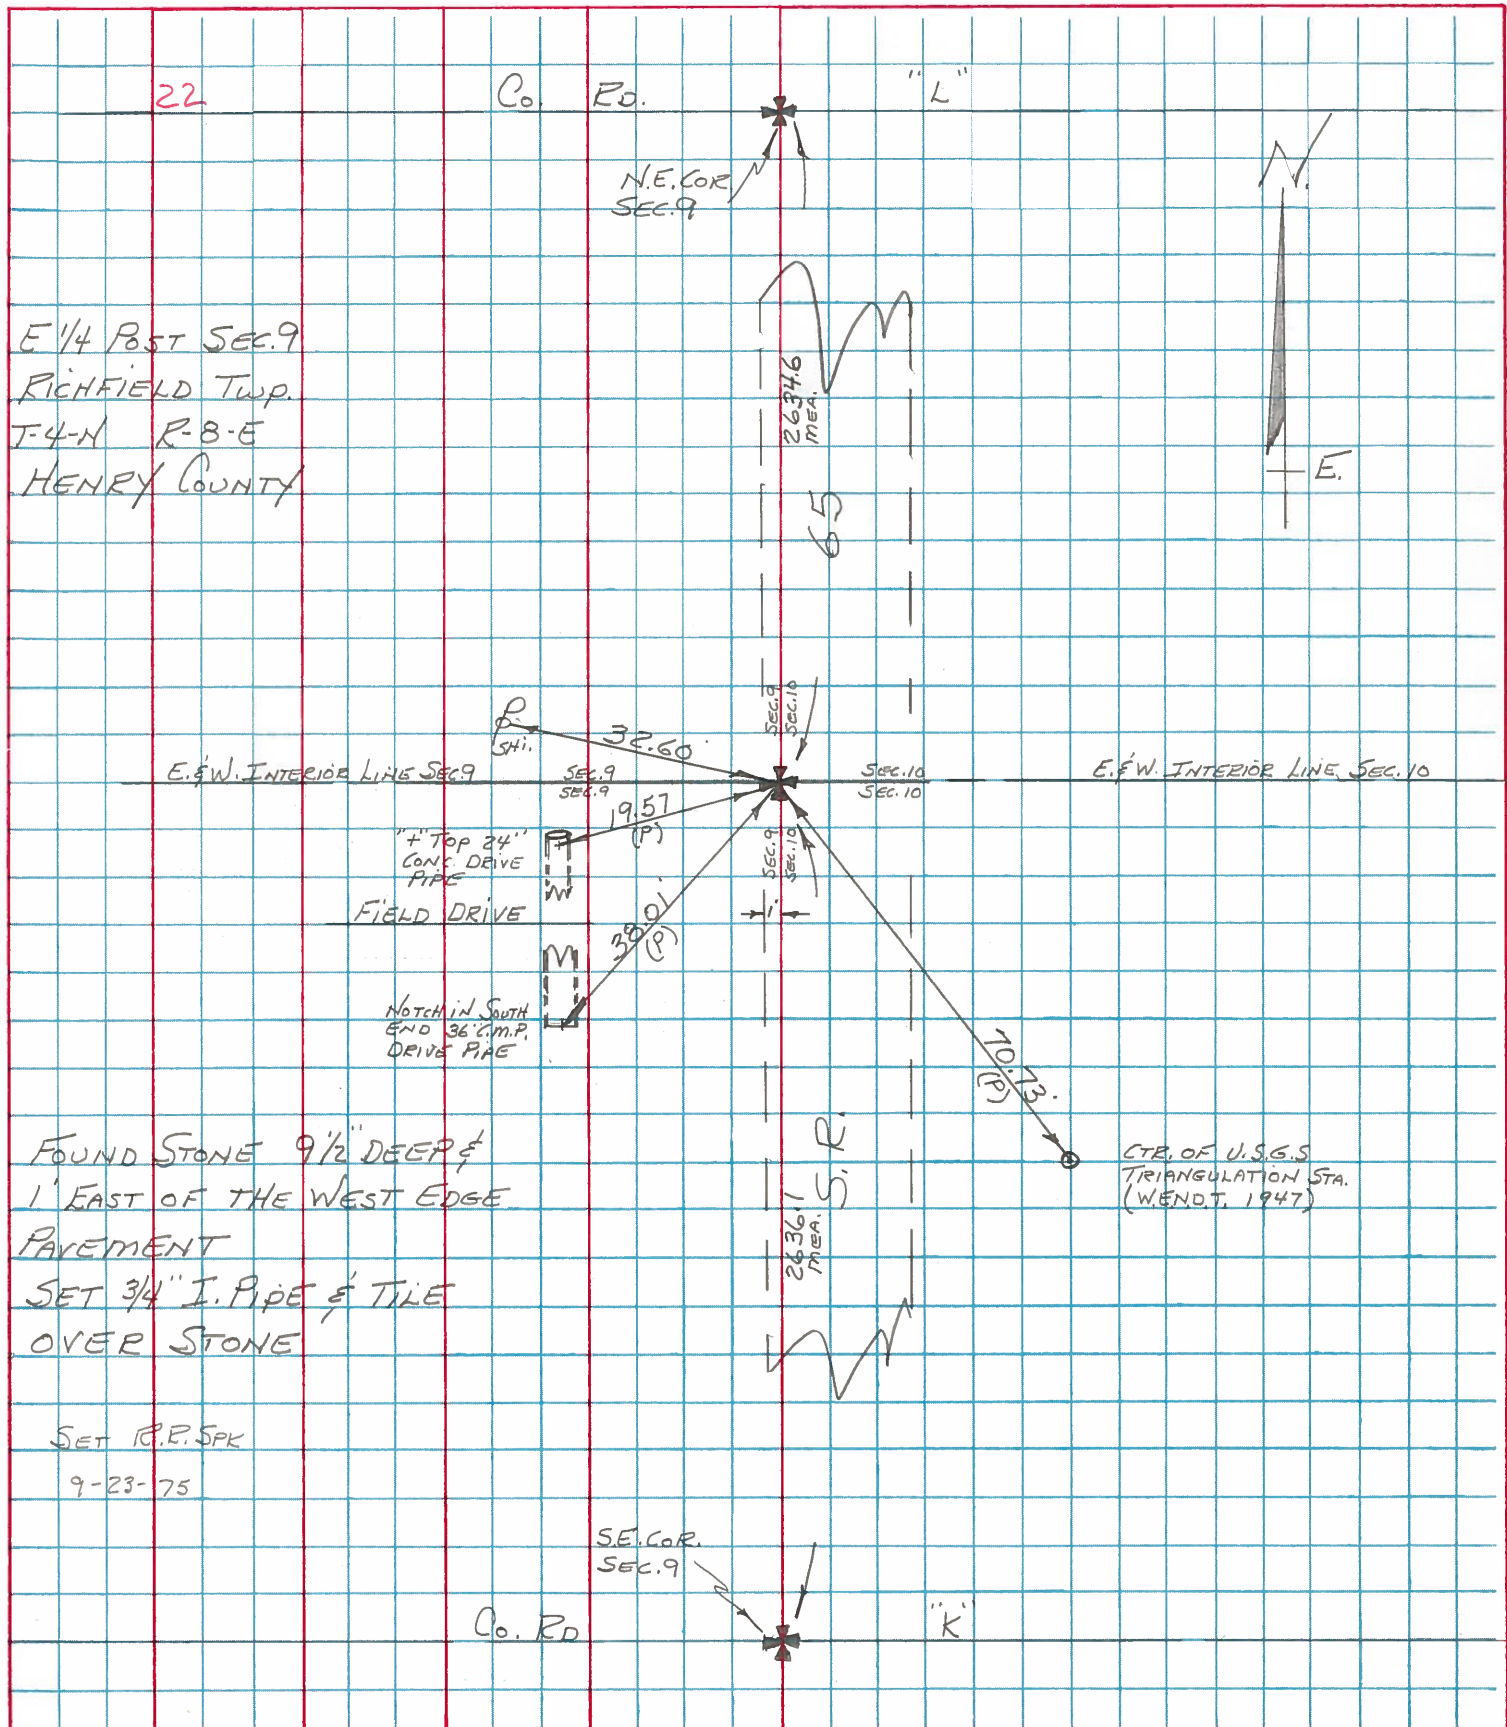 22
Co. Rd. "L"
N.E. COR
SEC. 9
N.
E.
E 1/4 POST SEC. 9
RICHFIELD TWP.
T-4-N R-8-E
HENRY COUNTY
2634.6
MEA.
65
P.
SHI.
32.60'
SEC. 9
SEC. 10
E. & W. INTERIOR LINE SEC 9
SEC. 9
SEC. 9
SEC. 10
SEC. 10
E. & W. INTERIOR LINE, SEC. 10
19.57
(P)
"+" TOP 24"
CONC. DRIVE
PIPE
SEC. 9
SEC. 10
1'
FIELD DRIVE
38.01'
(P)
NOTCH IN SOUTH
END 36" C.M.P.
DRIVE PIPE
70.73'
(P)
S. R.
2636.1
MEA.
CTR. OF U.S.G.S
TRIANGULATION STA.
(W.E.N.D.T. 1947)
FOUND STONE 9 1/2" DEEP &
1' EAST OF THE WEST EDGE
PAVEMENT
SET 3/4" I. PIPE & TILE
OVER STONE
SET R.R. SPK
9-23-75
S.E. COR.
SEC. 9
Co. RD "K"